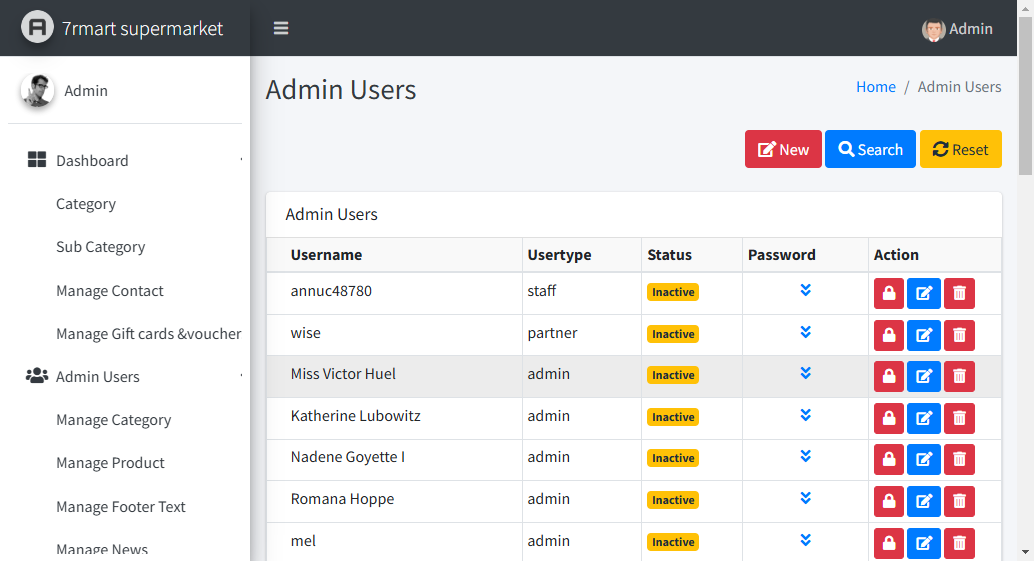 7rmart supermarket
Admin
Admin
Dashboard
Category
Sub Category
Manage Contact
Manage Gift cards &voucher
Admin Users
Manage Category
Manage Product
Manage Footer Text
Manage News
Admin Users
Home / Admin Users
New Search Reset
Admin Users
Username Usertype Status Password Action
annuc48780 staff Inactive
wise partner Inactive
Miss Victor Huel admin Inactive
Katherine Lubowitz admin Inactive
Nadene Goyette I admin Inactive
Romana Hoppe admin Inactive
mel admin Inactive